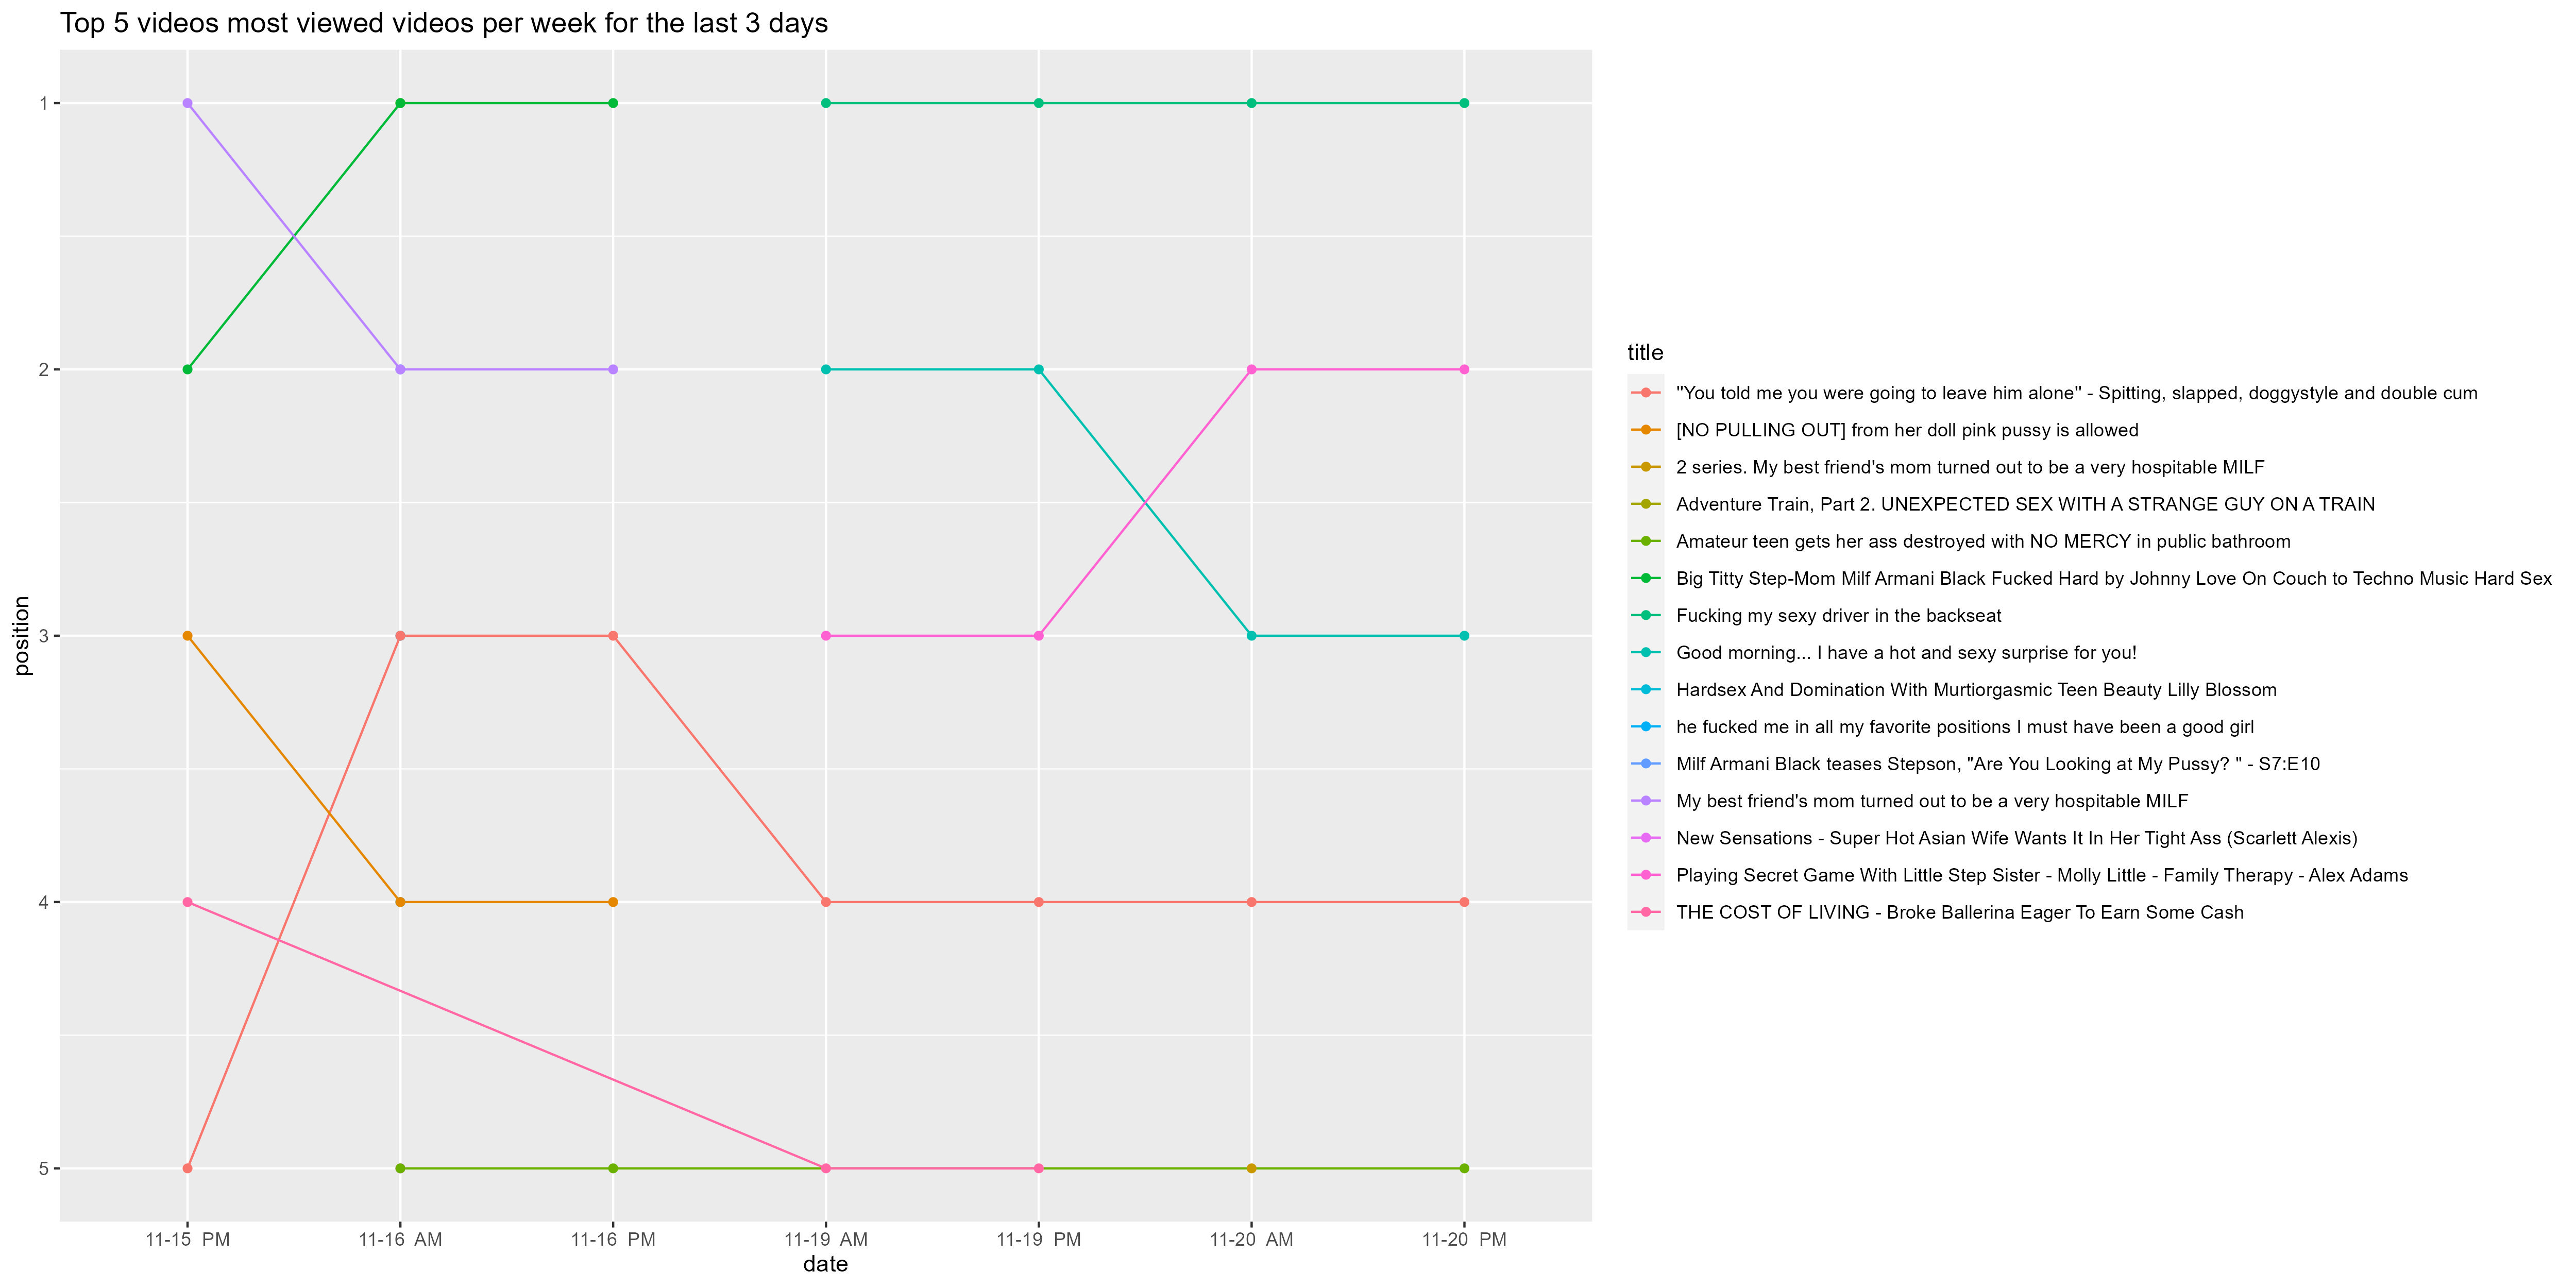 Top 5 videos most viewed videos per week for the last 3 days
1
2
3
4
5
position
11-15 PM
11-16 AM
11-16 PM
11-19 AM
11-19 PM
11-20 AM
11-20 PM
date
title
"You told me you were going to leave him alone" - Spitting, slapped, doggystyle and double cum
[NO PULLING OUT] from her doll pink pussy is allowed
2 series. My best friend's mom turned out to be a very hospitable MILF
Adventure Train, Part 2. UNEXPECTED SEX WITH A STRANGE GUY ON A TRAIN
Amateur teen gets her ass destroyed with NO MERCY in public bathroom
Big Titty Step-Mom Milf Armani Black Fucked Hard by Johnny Love On Couch to Techno Music Hard Sex
Fucking my sexy driver in the backseat
Good morning... I have a hot and sexy surprise for you!
Hardsex And Domination With Murtiorgasmic Teen Beauty Lilly Blossom
he fucked me in all my favorite positions I must have been a good girl
Milf Armani Black teases Stepson, "Are You Looking at My Pussy? " - S7:E10
My best friend's mom turned out to be a very hospitable MILF
New Sensations - Super Hot Asian Wife Wants It In Her Tight Ass (Scarlett Alexis)
Playing Secret Game With Little Step Sister - Molly Little - Family Therapy - Alex Adams
THE COST OF LIVING - Broke Ballerina Eager To Earn Some Cash